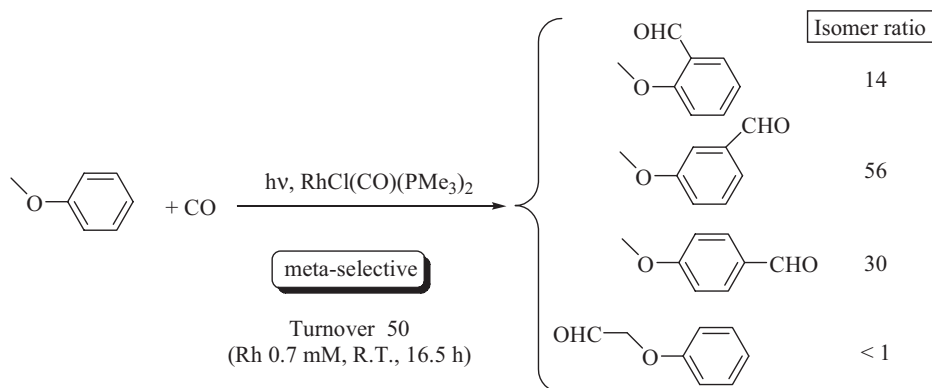 OHC
Isomer ratio
O
14
CHO
O
56
O
+ CO
hν, RhCl(CO)(PMe3)2
meta-selective
O
CHO
30
Turnover 50
(Rh 0.7 mM, R.T., 16.5 h)
OHC
O
< 1